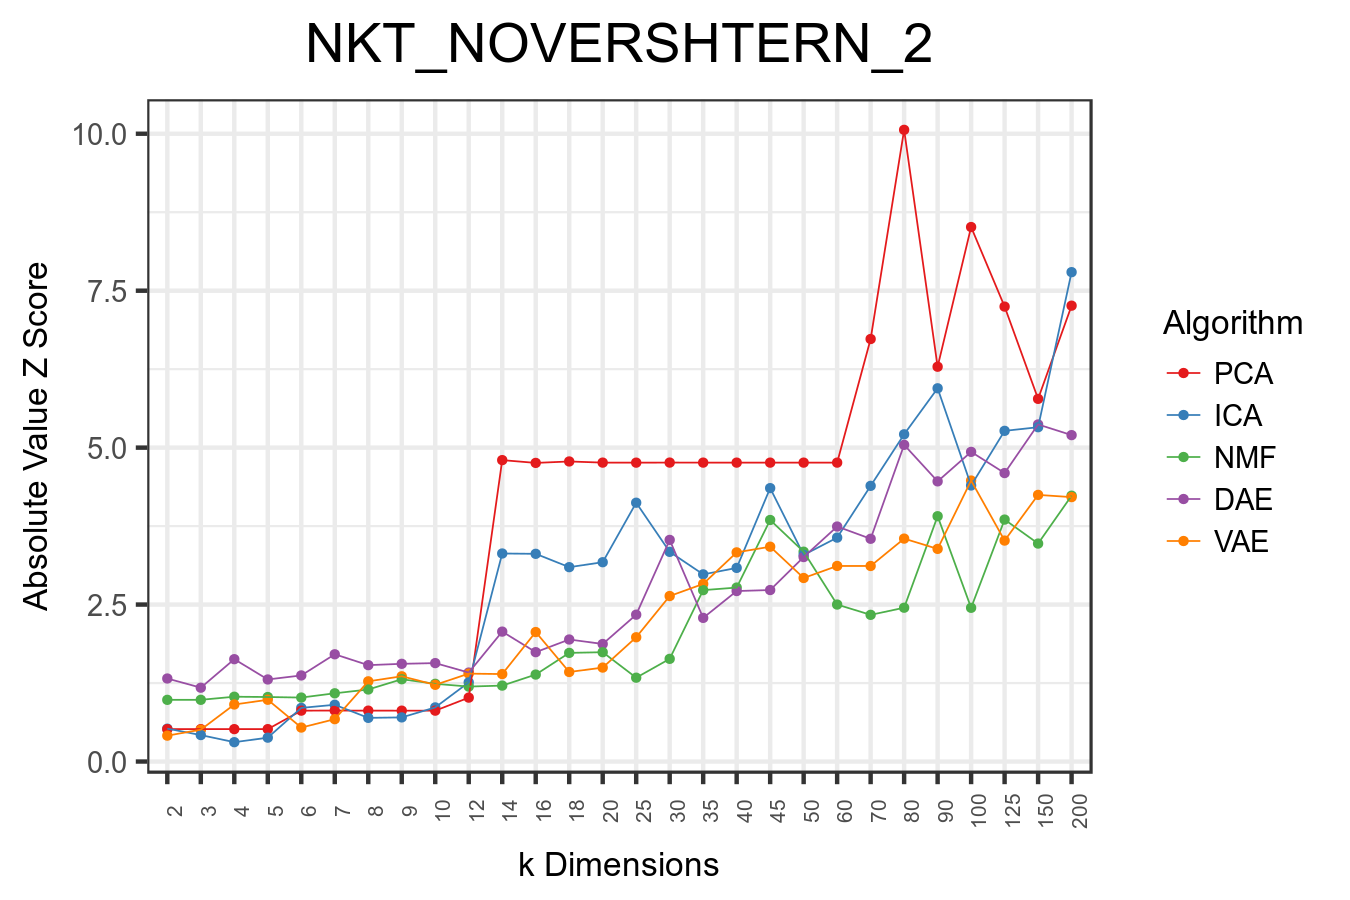 NKT_NOVERSHTERN_2
Absolute Value Z Score
10.0
7.5
5.0
2.5
0.0
2 3 4 5 6 7 8 9 10 12 14 16 18 20 25 30 35 40 45 50 60 70 80 90 100 125 150 200
k Dimensions
Algorithm
PCA
ICA
NMF
DAE
VAE